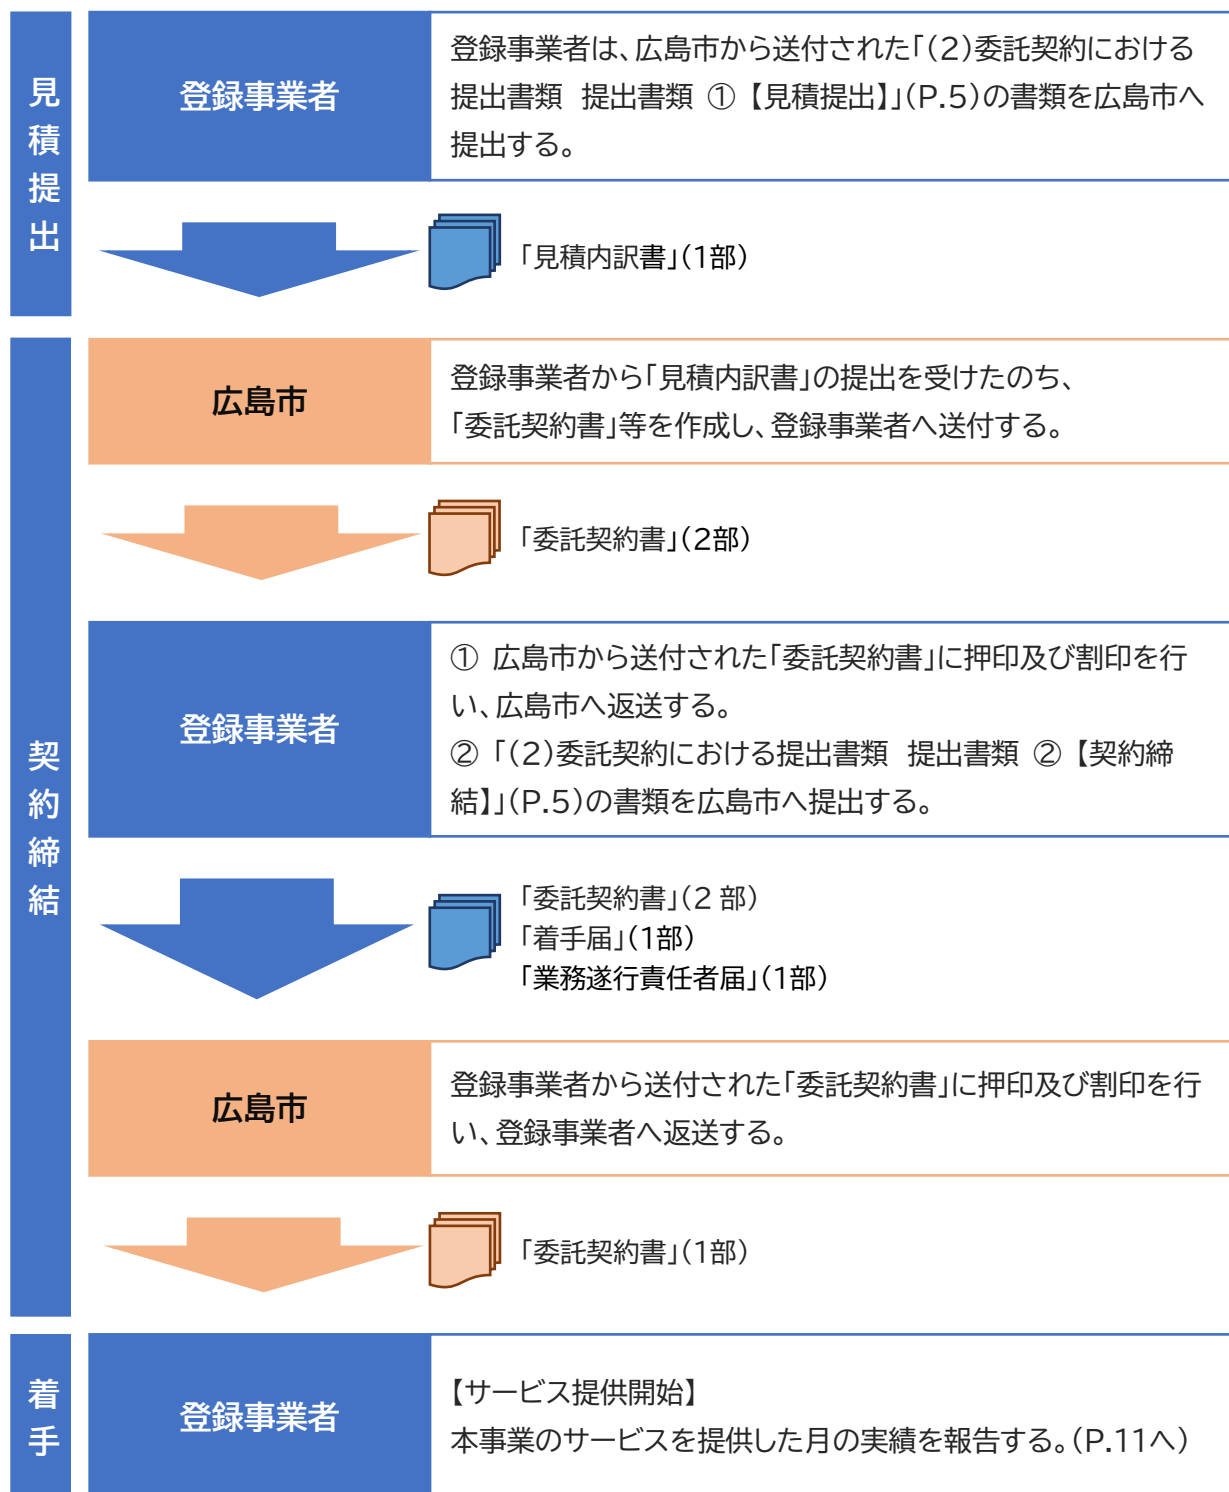 見積提出
登録事業者
登録事業者は、広島市から送付された「(2)委託契約における
提出書類 提出書類 ① 【見積提出】」(P.5)の書類を広島市へ
提出する。
「見積内訳書」(1部)
契約締結
広島市
登録事業者から「見積内訳書」の提出を受けたのち、
「委託契約書」等を作成し、登録事業者へ送付する。
「委託契約書」(2部)
登録事業者
① 広島市から送付された「委託契約書」に押印及び割印を行
い、広島市へ返送する。
② 「(2)委託契約における提出書類 提出書類 ② 【契約締
結】」(P.5)の書類を広島市へ提出する。
「委託契約書」(2 部)
「着手届」(1部)
「業務遂行責任者届」(1部)
広島市
登録事業者から送付された「委託契約書」に押印及び割印を行
い、登録事業者へ返送する。
「委託契約書」(1部)
着手
登録事業者
【サービス提供開始】
本事業のサービスを提供した月の実績を報告する。(P.11へ)